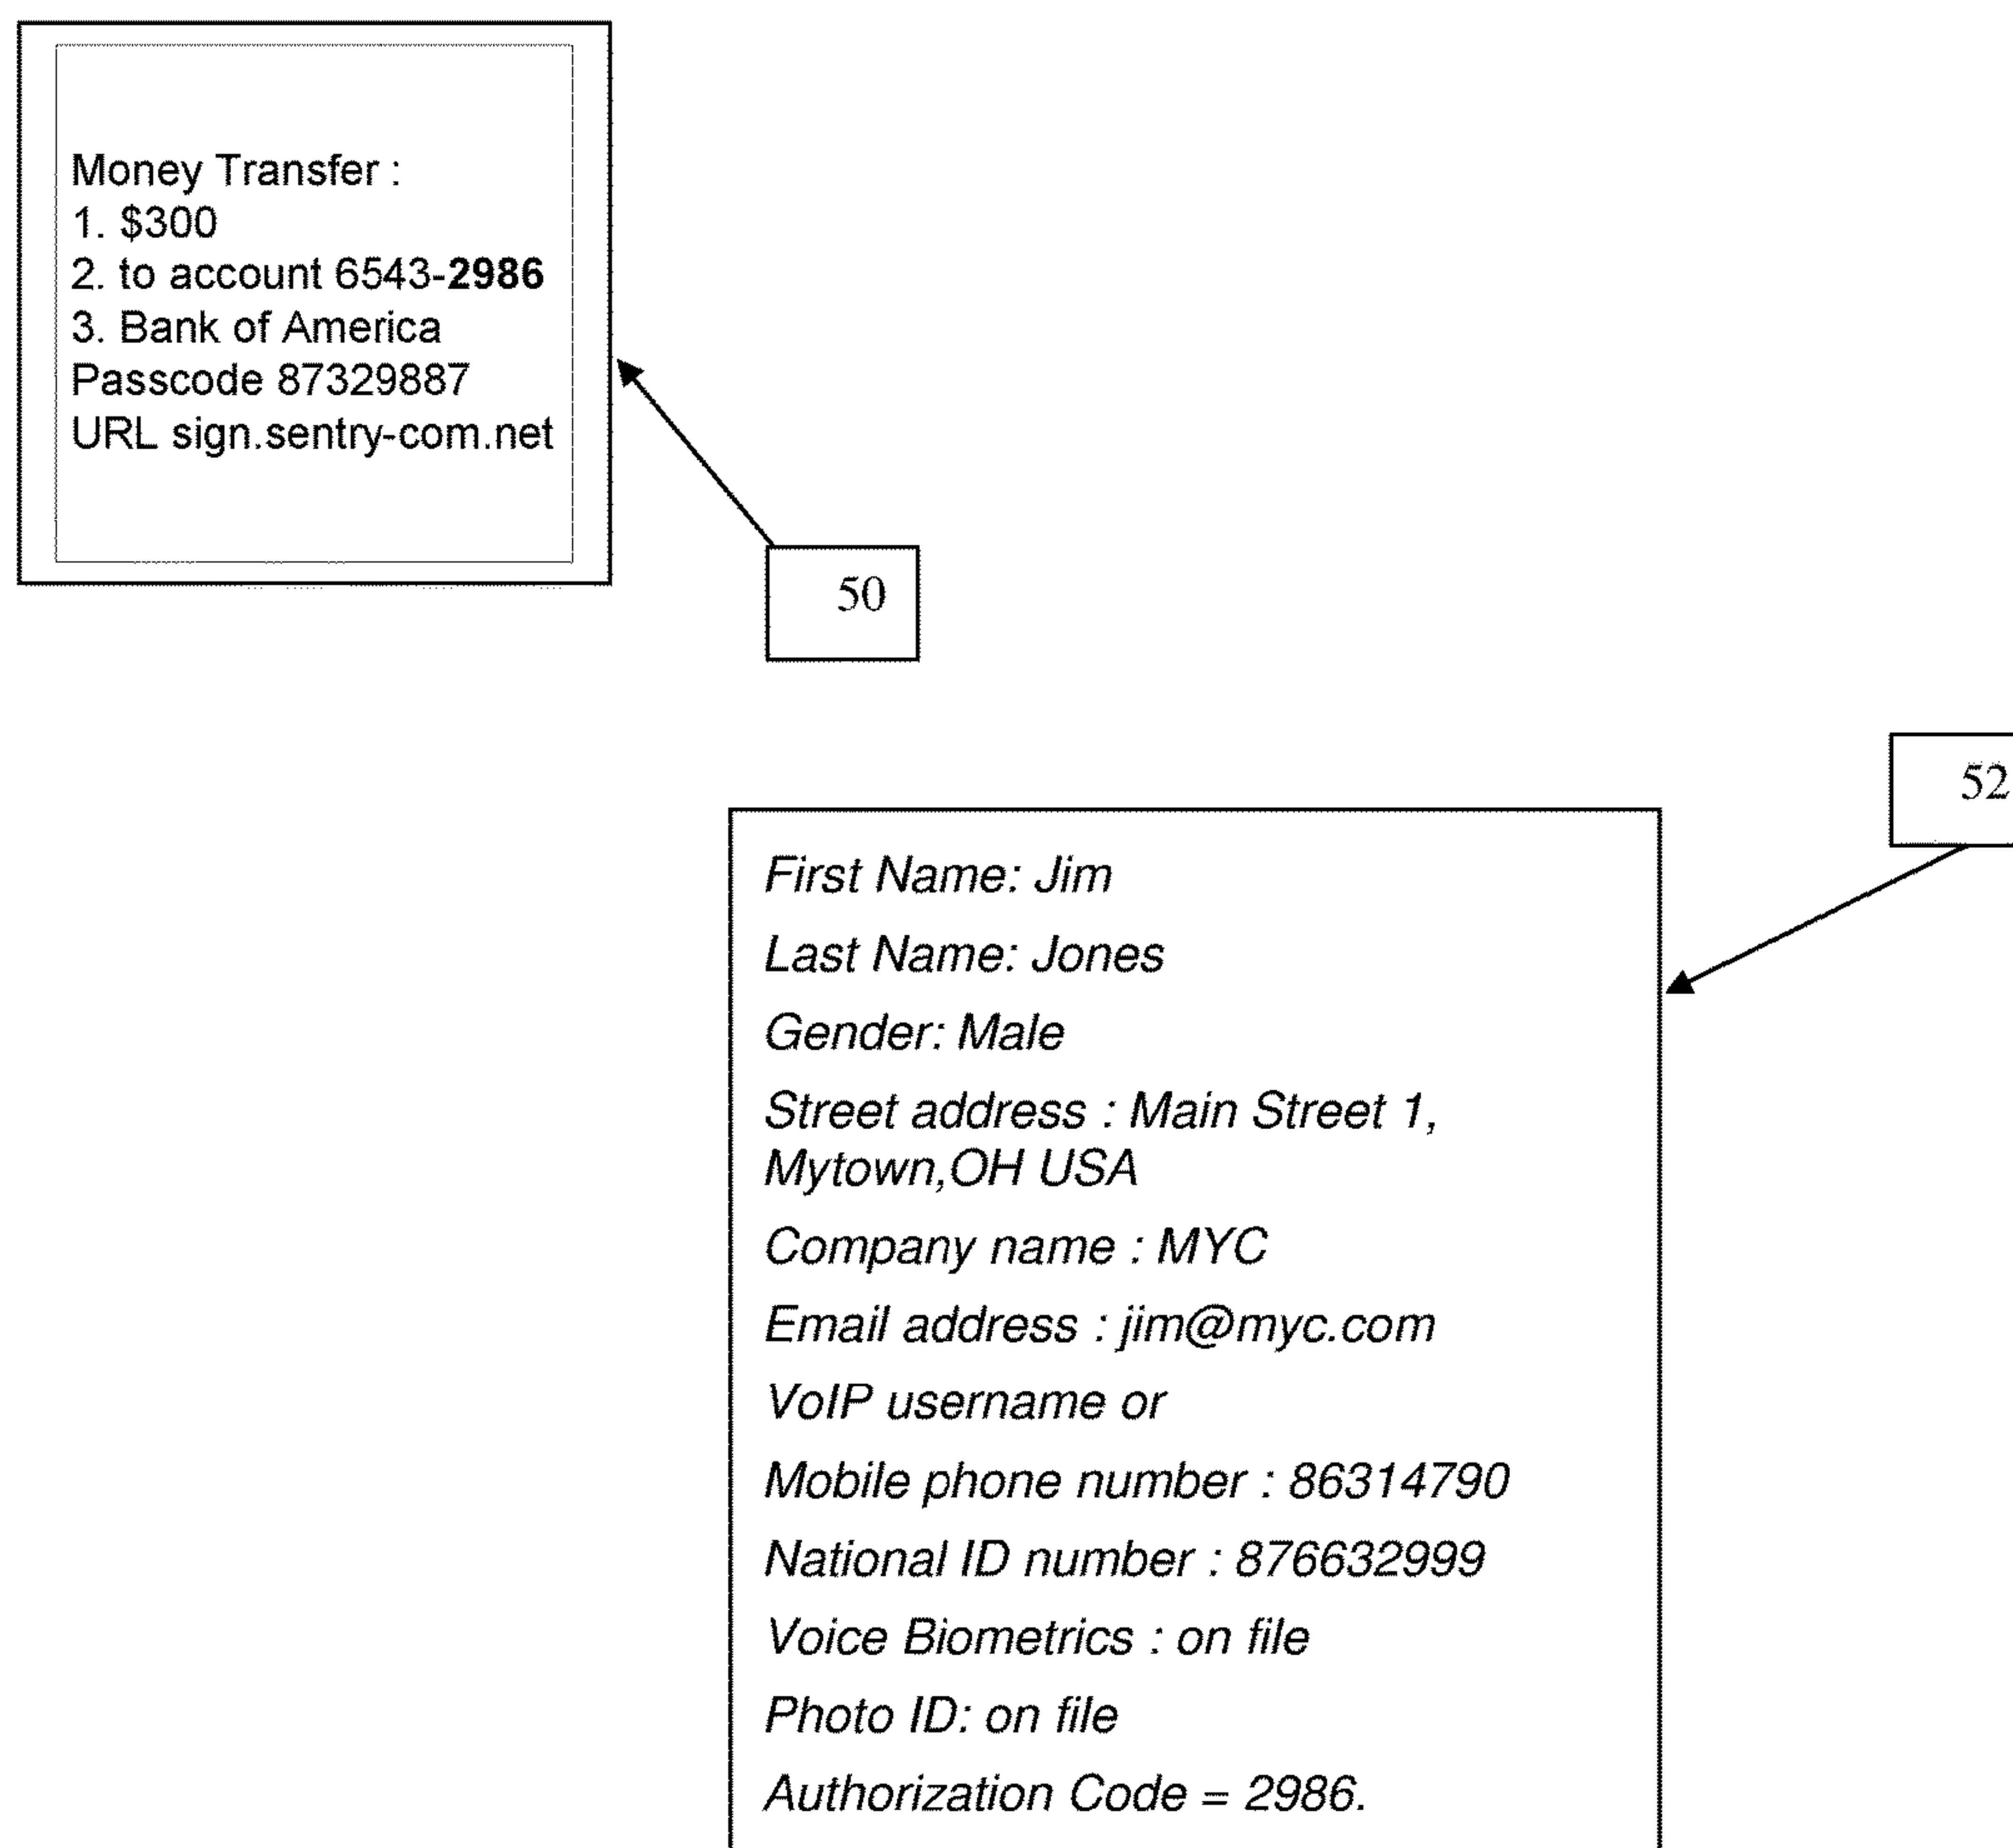 Money Transfer :
1. $300
2. to account 6543-2986
3. Bank of America
Passcode 87329887
URL sign.sentry-com.net
50
52
First Name: Jim
Last Name: Jones
Gender: Male
Street address : Main Street 1,
Mytown,OH USA
Company name : MYC
Email address : jim@myc.com
VoIP username or
Mobile phone number : 86314790
National ID number : 876632999
Voice Biometrics : on file
Photo ID: on file
Authorization Code = 2986.